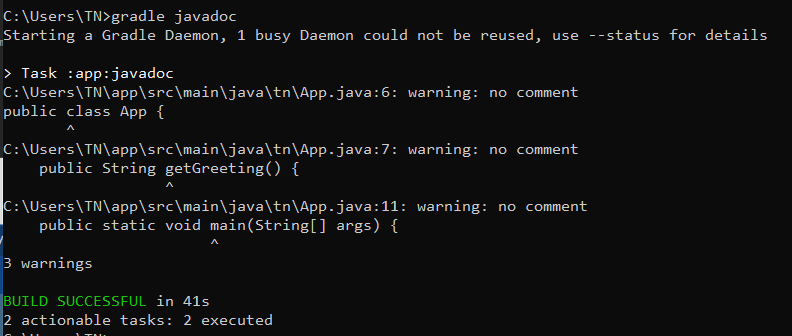 C:\Users\TN>gradle javadoc
Starting a Gradle Daemon, 1 busy Daemon could not be reused, use --status for details
> Task :app:javadoc
C:\Users\TN\app\src\main\java\tn\App.java:6: warning: no comment
public class App {
       ^
C:\Users\TN\app\src\main\java\tn\App.java:7: warning: no comment
    public String getGreeting() {
                  ^
C:\Users\TN\app\src\main\java\tn\App.java:11: warning: no comment
    public static void main(String[] args) {
                       ^
3 warnings
BUILD SUCCESSFUL in 41s
2 actionable tasks: 2 executed